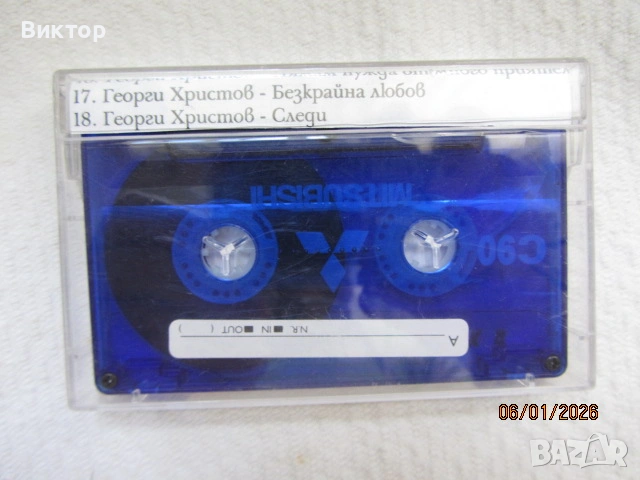 Виктор
17. Георги Христов - Безкрайна любов
18. Георги Христов - Следи
MITSUBISHI
C90
N.R. ■ IN ■ OUT ( )
A
06/01/2026
BAZAR